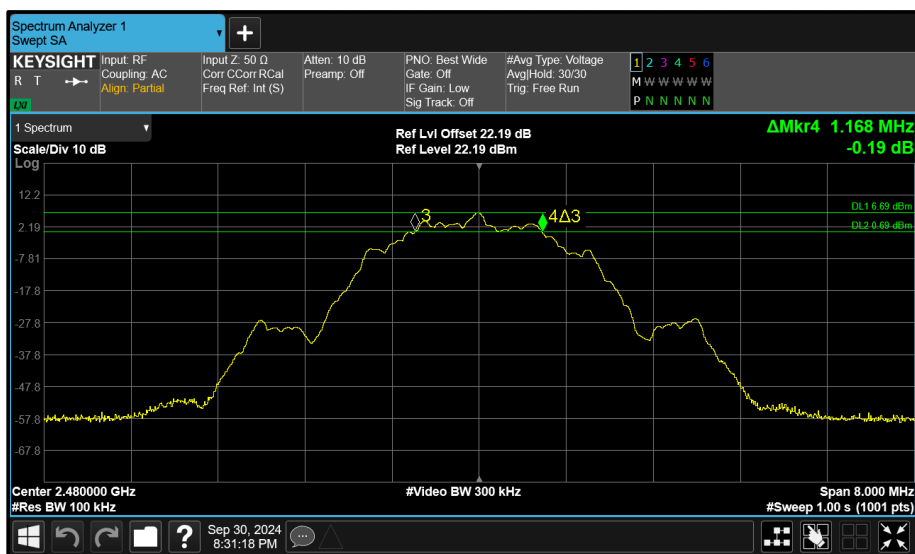 Spectrum Analyzer 1
Swept SA
+
KEYSIGHT
R T
LXI
Input: RF
Coupling: AC
Align: Partial
Input Z: 50 Ω
Corr CCorr RCal
Freq Ref: Int (S)
Atten: 10 dB
Preamp: Off
PNO: Best Wide
Gate: Off
IF Gain: Low
Sig Track: Off
#Avg Type: Voltage
Avg|Hold: 30/30
Trig: Free Run
1 2 3 4 5 6
M W W W W W
P N N N N N
1 Spectrum
Scale/Div 10 dB
Log
Ref Lvl Offset 22.19 dB
Ref Level 22.19 dBm
ΔMkr4 1.168 MHz
-0.19 dB
12.2
2.19
-7.81
-17.8
-27.8
-37.8
-47.8
-57.8
-67.8
3
4Δ3
DL1 6.69 dBm
DL2 0.69 dBm
Center 2.480000 GHz
#Res BW 100 kHz
#Video BW 300 kHz
Span 8.000 MHz
#Sweep 1.00 s (1001 pts)
?
Sep 30, 2024
8:31:18 PM